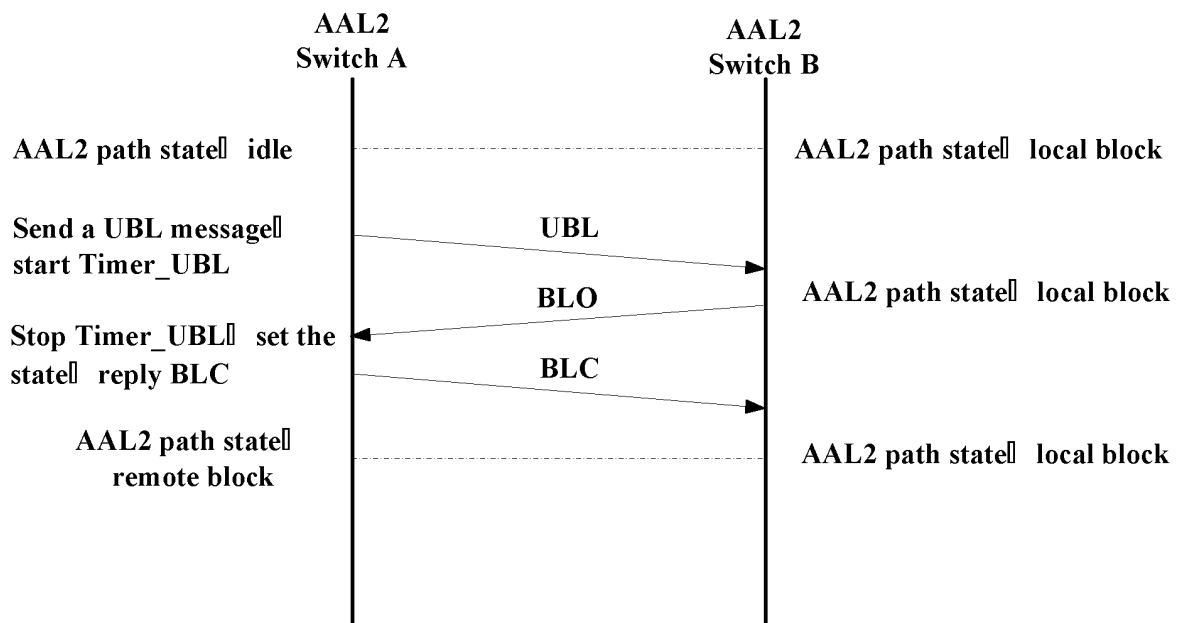 AAL2
Switch A
AAL2
Switch B
AAL2 path state▯ idle
AAL2 path state▯ local block
Send a UBL message▯
start Timer_UBL
UBL
BLO
AAL2 path state▯ local block
Stop Timer_UBL▯ set the
state▯ reply BLC
BLC
AAL2 path state▯
remote block
AAL2 path state▯ local block